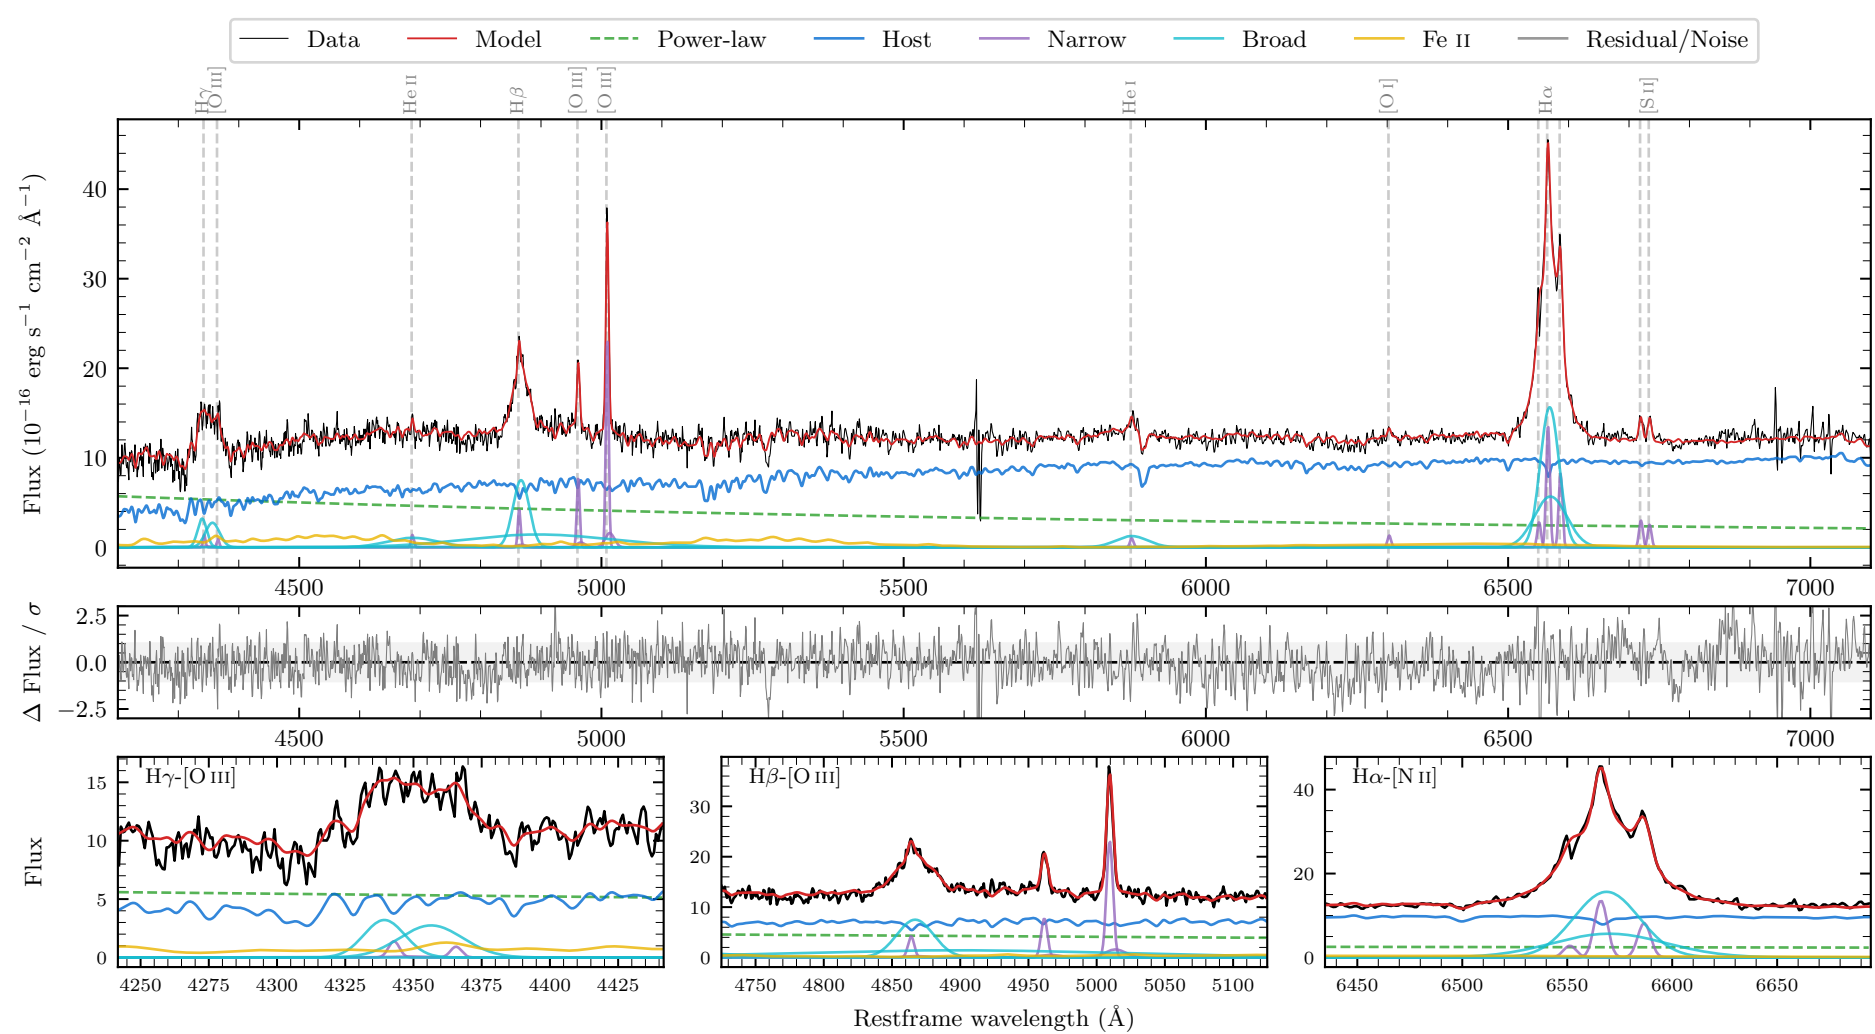 Data Model Power-law Host Narrow Broad Fe II Residual/Noise
Hγ [O III] He II Hβ [O III] [O III] He I [O I] Hα [S II]
Flux (10⁻¹⁶ erg s⁻¹ cm⁻² Å⁻¹)
40
30
20
10
0
4500 5000 5500 6000 6500 7000
Δ Flux / σ
2.5
0.0
−2.5
4500 5000 5500 6000 6500 7000
Flux
Hγ-[O III]
15
10
5
0
4250 4275 4300 4325 4350 4375 4400 4425
Hβ-[O III]
30
20
10
0
4750 4800 4850 4900 4950 5000 5050 5100
Hα-[N II]
40
20
0
6450 6500 6550 6600 6650
Restframe wavelength (Å)